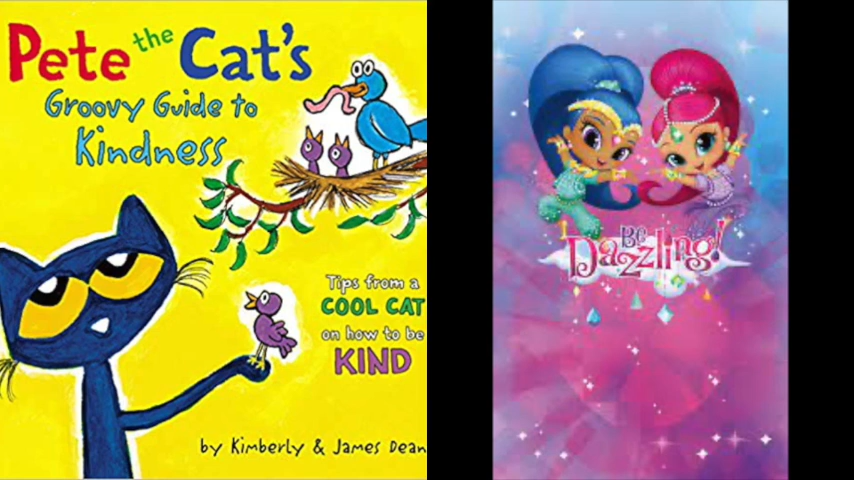 Pete the Cat's
Groovy Guide to
Kindness
Tips from a
COOL CAT
on how to be
KIND
by Kimberly & James Dean
Be
Dazzling!